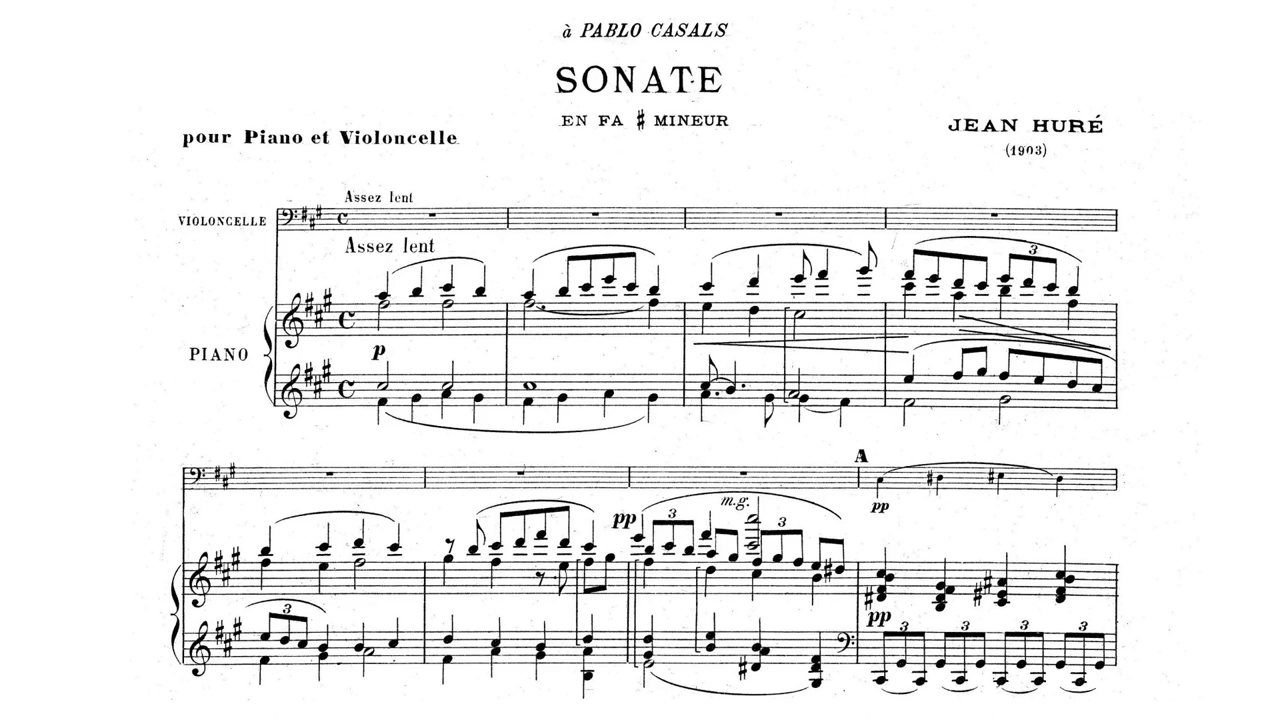 à PABLO CASALS
SONATE
EN FA ♯ MINEUR
pour Piano et Violoncelle
JEAN HURÉ
(1903)
Assez lent
VIOLONCELLE
Assez lent
3
PIANO
p
A
pp
m.g.
pp
3
3
3
pp
3
3
3
3